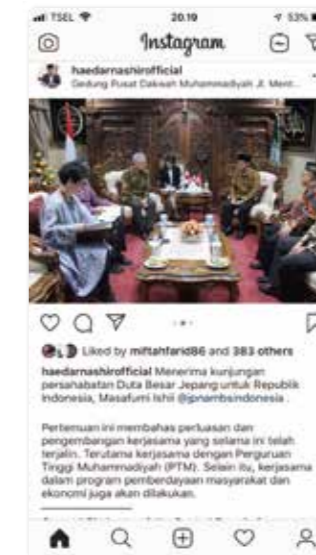 TSEL 20.19 53%
Instagram
haedarnashirofficial
Gedung Pusat Dakwah Muhammadiyah Jl. Ment...
Liked by miftahfarid86 and 383 others
haedarnashirofficial Menerima kunjungan
persahabatan Duta Besar Jepang untuk Republik
Indonesia, Masafumi Ishii @jpnambsindonesia .
Pertemuan ini membahas perluasan dan
pengembangan kerjasama yang selama ini telah
terjalin. Terutama kerjasama dengan Perguruan
Tinggi Muhammadiyah (PTM). Selain itu, kerjasama
dalam program pemberdayaan masyarakat dan
ekonomi juga akan dilakukan.